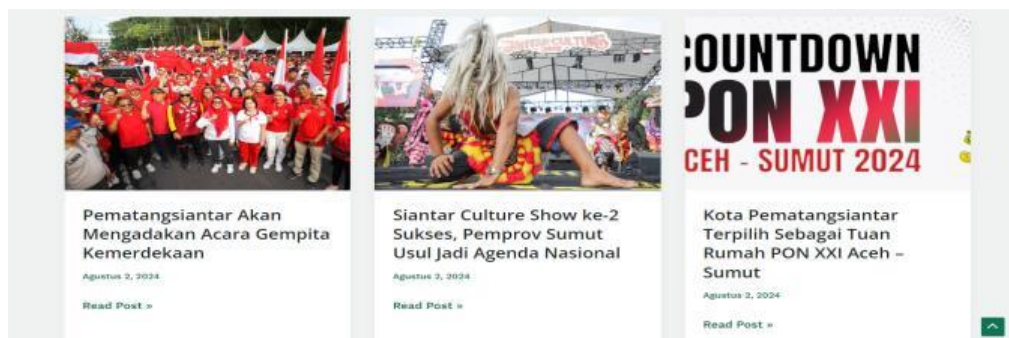 SIANTAR CULTURE
COUNTDOWN
PON XXI
ACEH - SUMUT 2024
Pematangsiantar Akan
Mengadakan Acara Gempita
Kemerdekaan
Agustus 2, 2024
Read Post »
Siantar Culture Show ke-2
Sukses, Pemprov Sumut
Usul Jadi Agenda Nasional
Agustus 2, 2024
Read Post »
Kota Pematangsiantar
Terpilih Sebagai Tuan
Rumah PON XXI Aceh –
Sumut
Agustus 2, 2024
Read Post »